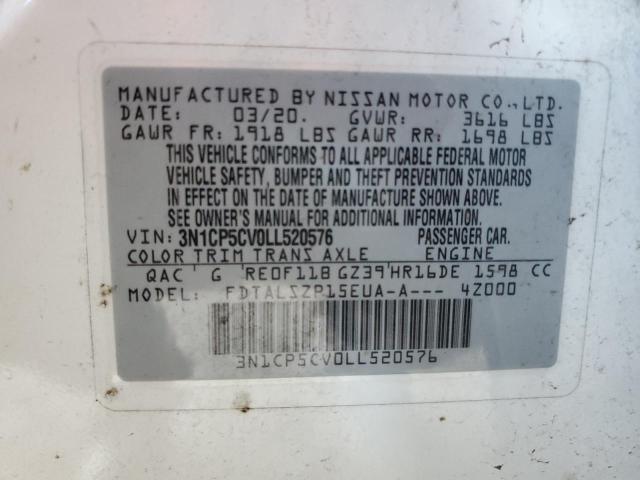 MANUFACTURED BY NISSAN MOTOR CO., LTD.
DATE: 03/20. GVWR: 3616 LBS
GAWR FR: 1918 LBS GAWR RR: 1698 LBS
THIS VEHICLE CONFORMS TO ALL APPLICABLE FEDERAL MOTOR
VEHICLE SAFETY, BUMPER AND THEFT PREVENTION STANDARDS
IN EFFECT ON THE DATE OF MANUFACTURE SHOWN ABOVE.
SEE OWNER'S MANUAL FOR ADDITIONAL INFORMATION.
VIN: 3N1CP5CV0LL520576 PASSENGER CAR.
COLOR TRIM TRANS AXLE ENGINE
QAC G RE0F11B GZ39 HR16DE 1598 CC
MODEL: FDTALSZP15EUA-A--- 4Z000
3N1CP5CV0LL520576